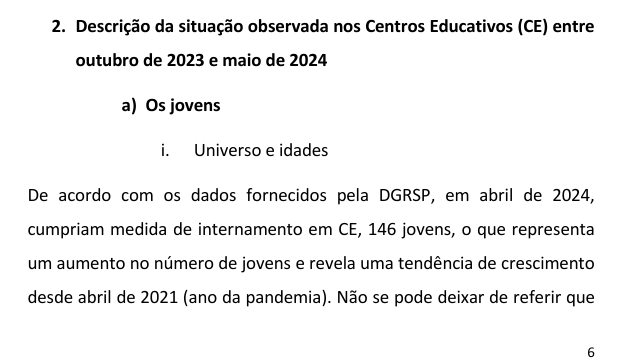 2. Descrição da situação observada nos Centros Educativos (CE) entre
outubro de 2023 e maio de 2024
a) Os jovens
i. Universo e idades
De acordo com os dados fornecidos pela DGRSP, em abril de 2024,
cumpriam medida de internamento em CE, 146 jovens, o que representa
um aumento no número de jovens e revela uma tendência de crescimento
desde abril de 2021 (ano da pandemia). Não se pode deixar de referir que
6